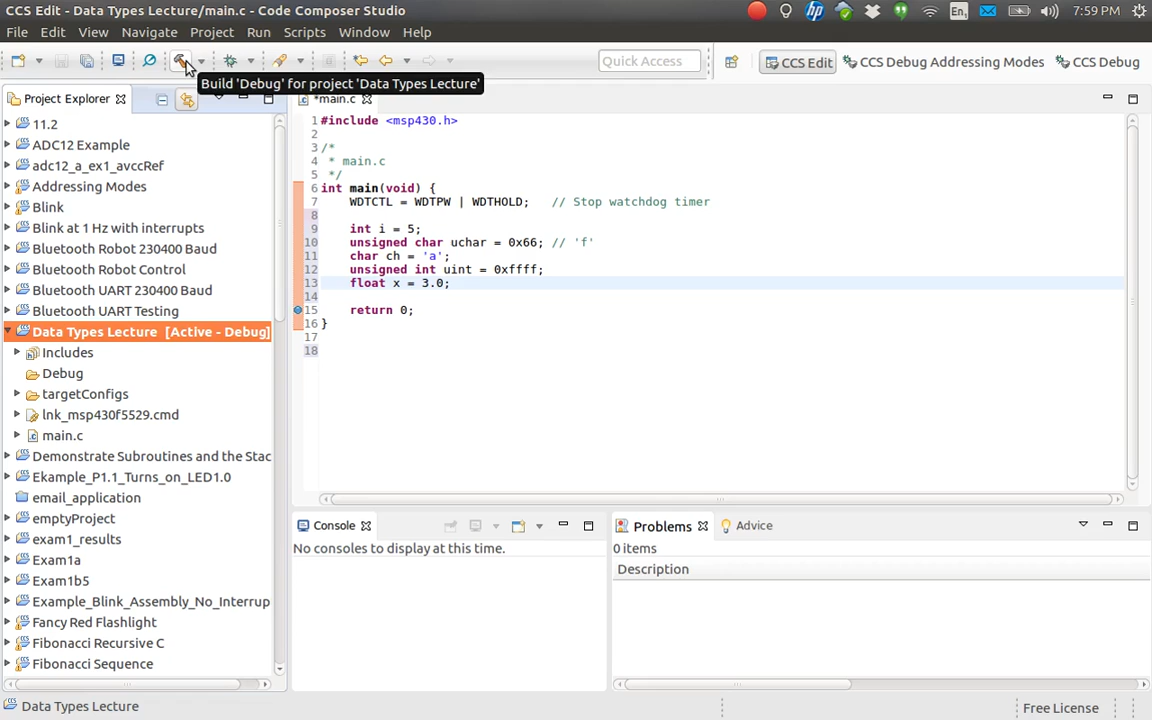 CCS Edit - Data Types Lecture/main.c - Code Composer Studio
En1
7:59 PM
File Edit View Navigate Project Run Scripts Window Help
Quick Access
CCS Edit
CCS Debug Addressing Modes
CCS Debug
Build 'Debug' for project 'Data Types Lecture'
Project Explorer
11.2
ADC12 Example
adc12_a_ex1_avccRef
Addressing Modes
Blink
Blink at 1 Hz with interrupts
Bluetooth Robot 230400 Baud
Bluetooth Robot Control
Bluetooth UART 230400 Baud
Bluetooth UART Testing
Data Types Lecture [Active - Debug]
Includes
Debug
targetConfigs
lnk_msp430f5529.cmd
main.c
Demonstrate Subroutines and the Stac
Ekample_P1.1_Turns_on_LED1.0
email_application
emptyProject
exam1_results
Exam1a
Exam1b5
Example_Blink_Assembly_No_Interrup
Fancy Red Flashlight
Fibonacci Recursive C
Fibonacci Sequence
*main.c
1 #include <msp430.h>
2
3 /*
4  * main.c
5  */
6 int main(void) {
7     WDTCTL = WDTPW | WDTHOLD;   // Stop watchdog timer
8
9     int i = 5;
10     unsigned char uchar = 0x66; // 'f'
11     char ch = 'a';
12     unsigned int uint = 0xffff;
13     float x = 3.0;
14
15     return 0;
16 }
17
18
Console
No consoles to display at this time.
Problems
Advice
0 items
Description
Data Types Lecture
Free License